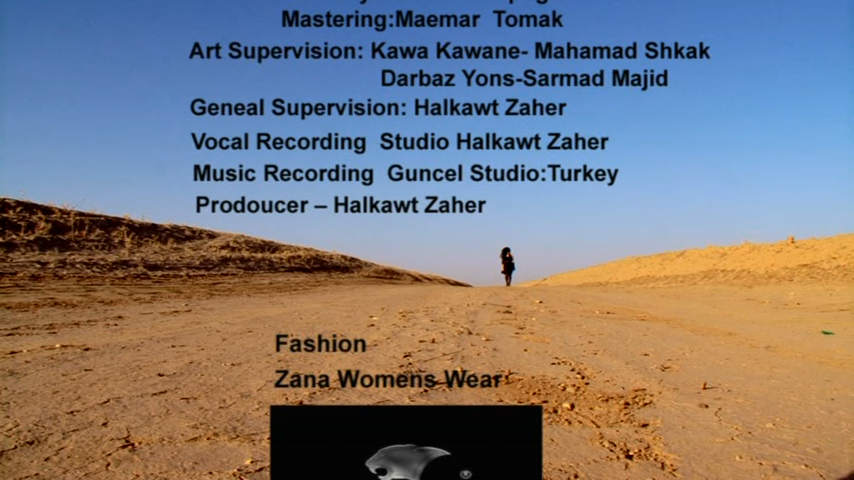 Mastering:Maemar Tomak
Art Supervision: Kawa Kawane- Mahamad Shkak
Darbaz Yons-Sarmad Majid
Geneal Supervision: Halkawt Zaher
Vocal Recording Studio Halkawt Zaher
Music Recording Guncel Studio:Turkey
Prodoucer – Halkawt Zaher
Fashion
Zana Womens Wear
®